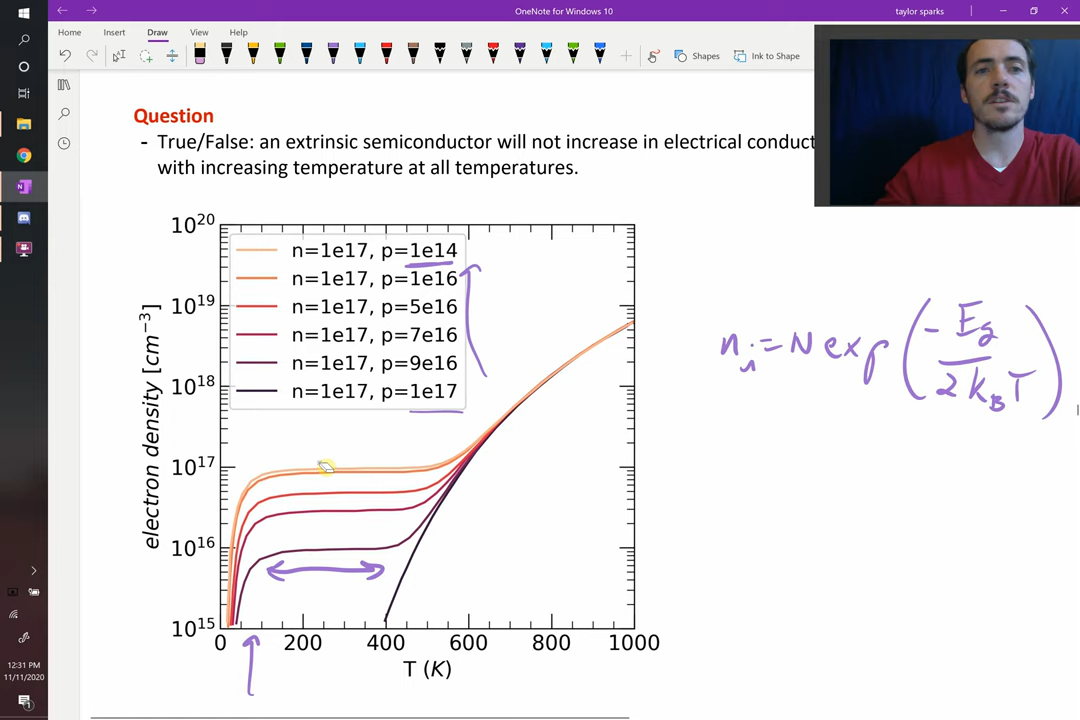 OneNote for Windows 10
taylor sparks
Home
Insert
Draw
View
Help
Shapes
Ink to Shape
Question
- True/False: an extrinsic semiconductor will not increase in electrical
with increasing temperature at all temperatures.
10^20
10^19
10^18
10^17
10^16
10^15
electron density [cm^−3]
n=1e17, p=1e14
n=1e17, p=1e16
n=1e17, p=5e16
n=1e17, p=7e16
n=1e17, p=9e16
n=1e17, p=1e17
0 200 400 600 800 1000
T (K)
n_i = N exp(-E_g / 2 k_B T)
12:31 PM
11/11/2020